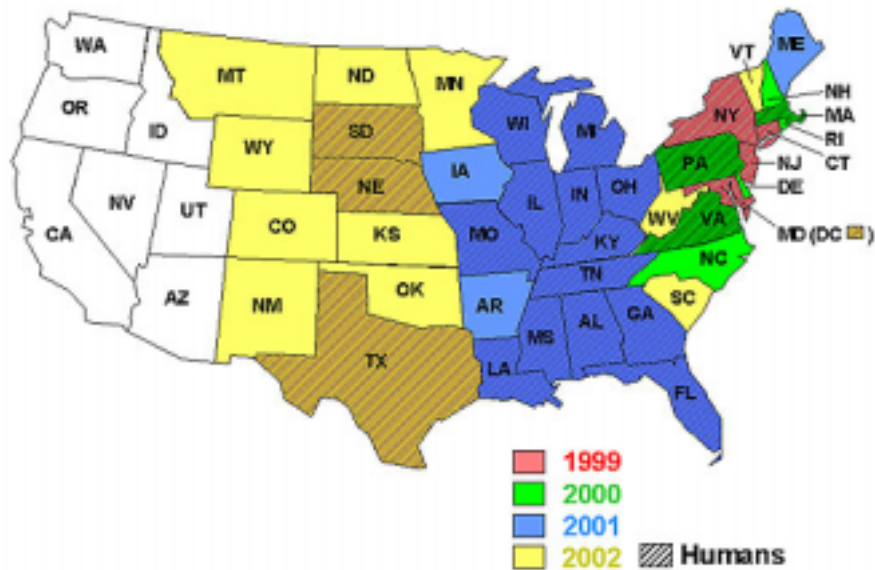 WA
MT
ND
MN
VT
ME
OR
ID
WY
SD
WI
MI
NY
NH
MA
RI
CT
NJ
DE
MD (DC )
NV
UT
CO
NE
IA
IL
IN
OH
PA
WV
VA
CA
AZ
NM
KS
MO
KY
NC
OK
AR
TN
SC
TX
LA
MS
AL
GA
FL
1999
2000
2001
2002
Humans